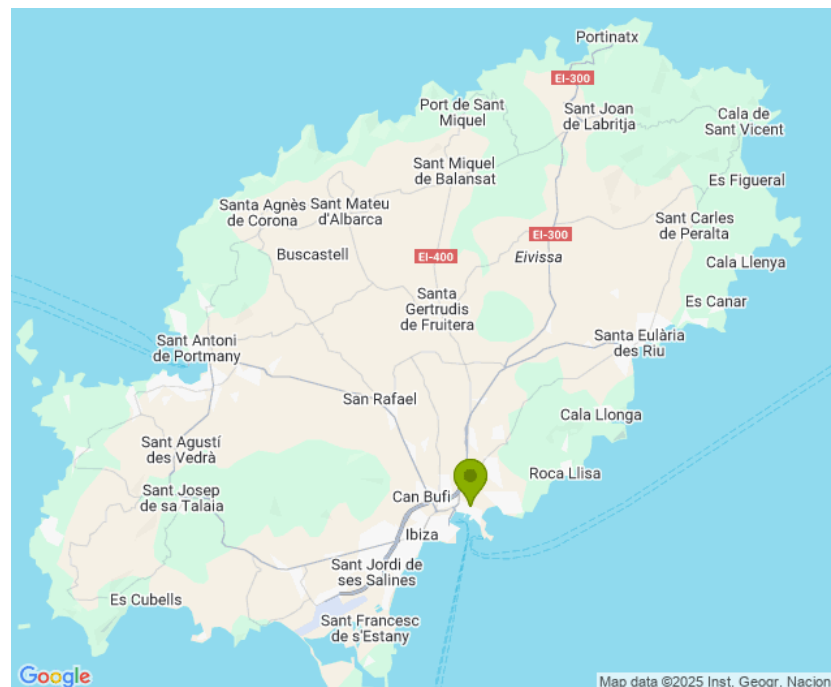 Portinatx
EI-300
Port de Sant
Miquel
Sant Joan
de Labritja
Cala de
Sant Vicent
Sant Miquel
de Balansat
Es Figueral
Santa Agnès
de Corona
Sant Mateu
d'Albarca
Sant Carles
de Peralta
EI-300
Buscastell
EI-400
Eivissa
Cala Llenya
Santa
Gertrudis
de Fruitera
Es Canar
Sant Antoni
de Portmany
Santa Eulària
des Riu
San Rafael
Cala Llonga
Sant Agustí
des Vedrà
Roca Llisa
Sant Josep
de sa Talaia
Can Bufí
Ibiza
Sant Jordi de
ses Salines
Es Cubells
Sant Francesc
de s'Estany
Google
Map data ©2025 Inst. Geogr. Nacion